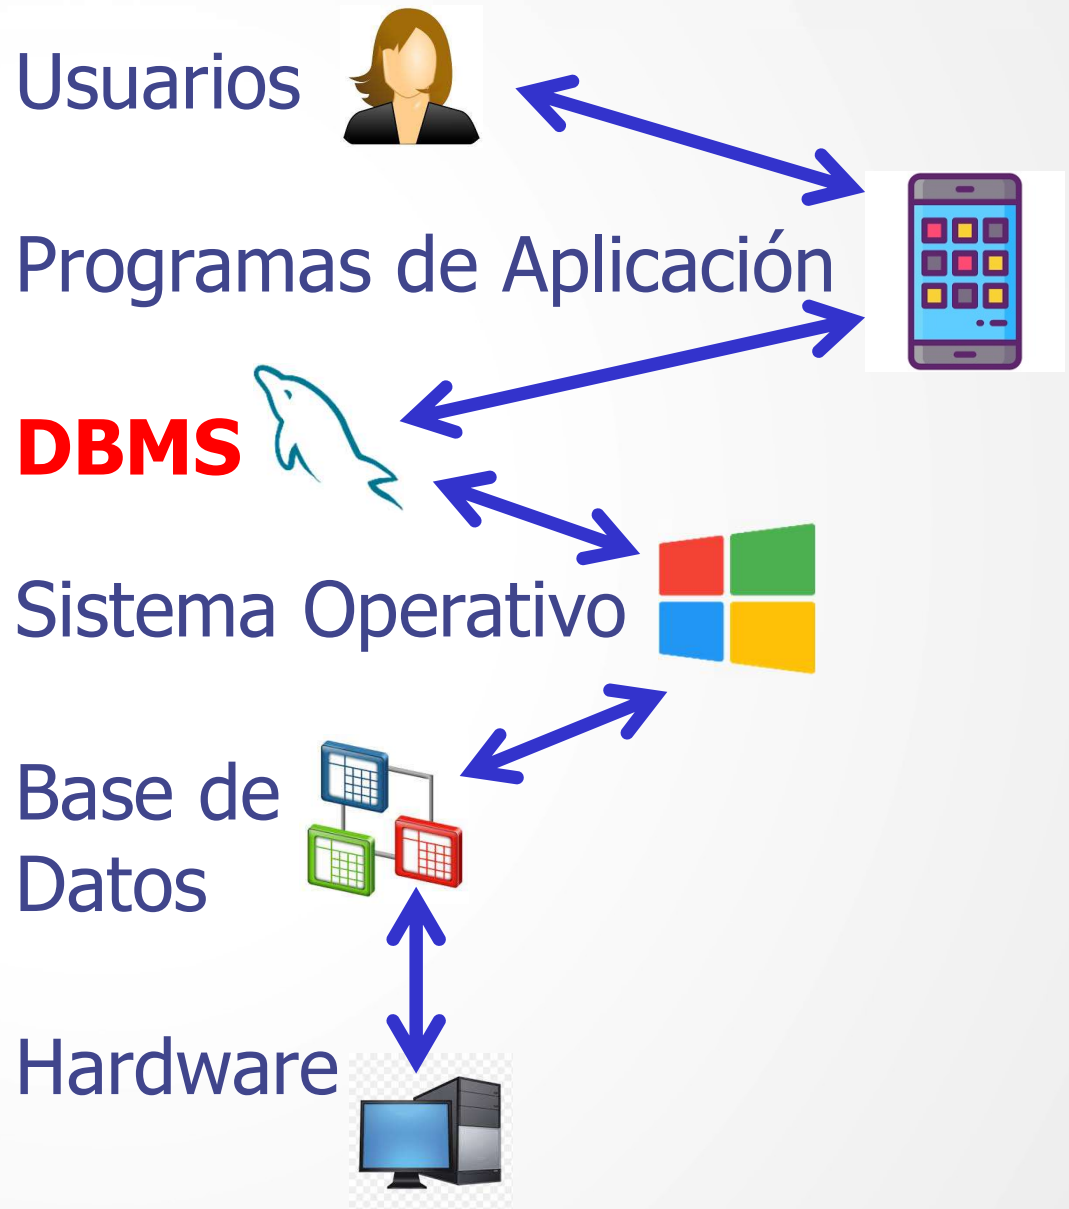 Usuarios
Programas de Aplicación
DBMS
Sistema Operativo
Base de
Datos
Hardware